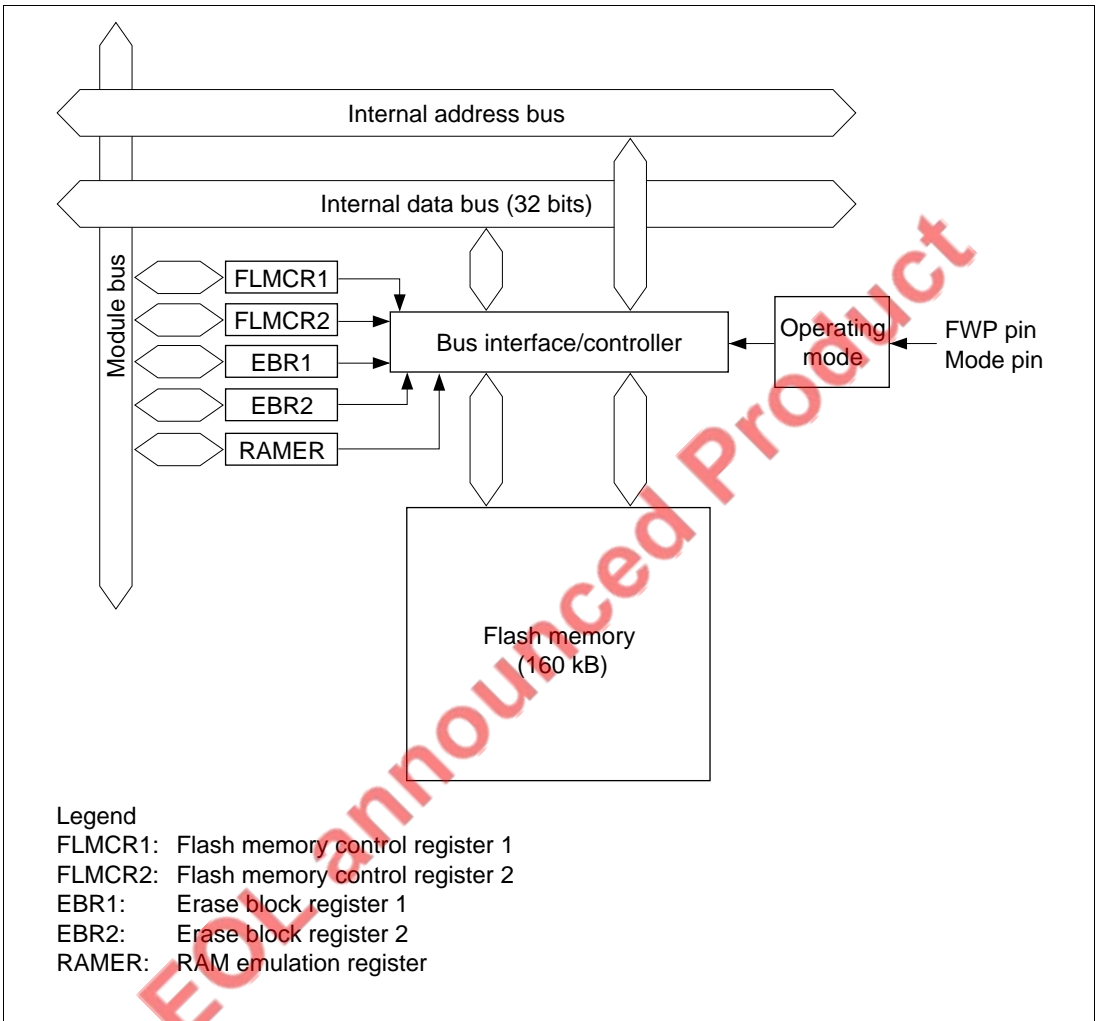 Internal address bus
Internal data bus (32 bits)
Module bus
FLMCR1
FLMCR2
EBR1
EBR2
RAMER
Bus interface/controller
Operating
mode
FWP pin
Mode pin
Flash memory
(160 kB)
Legend
FLMCR1: Flash memory control register 1
FLMCR2: Flash memory control register 2
EBR1: Erase block register 1
EBR2: Erase block register 2
RAMER: RAM emulation register
EOL announced Product